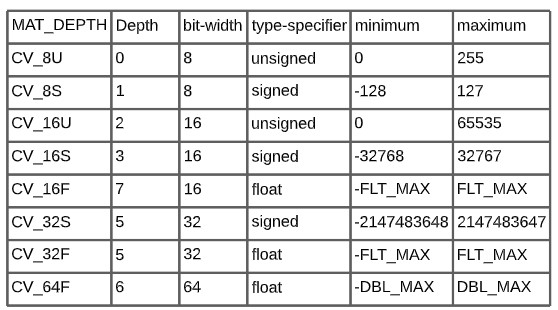 MAT_DEPTH Depth bit-width type-specifier minimum maximum
CV_8U 0 8 unsigned 0 255
CV_8S 1 8 signed -128 127
CV_16U 2 16 unsigned 0 65535
CV_16S 3 16 signed -32768 32767
CV_16F 7 16 float -FLT_MAX FLT_MAX
CV_32S 5 32 signed -2147483648 2147483647
CV_32F 5 32 float -FLT_MAX FLT_MAX
CV_64F 6 64 float -DBL_MAX DBL_MAX